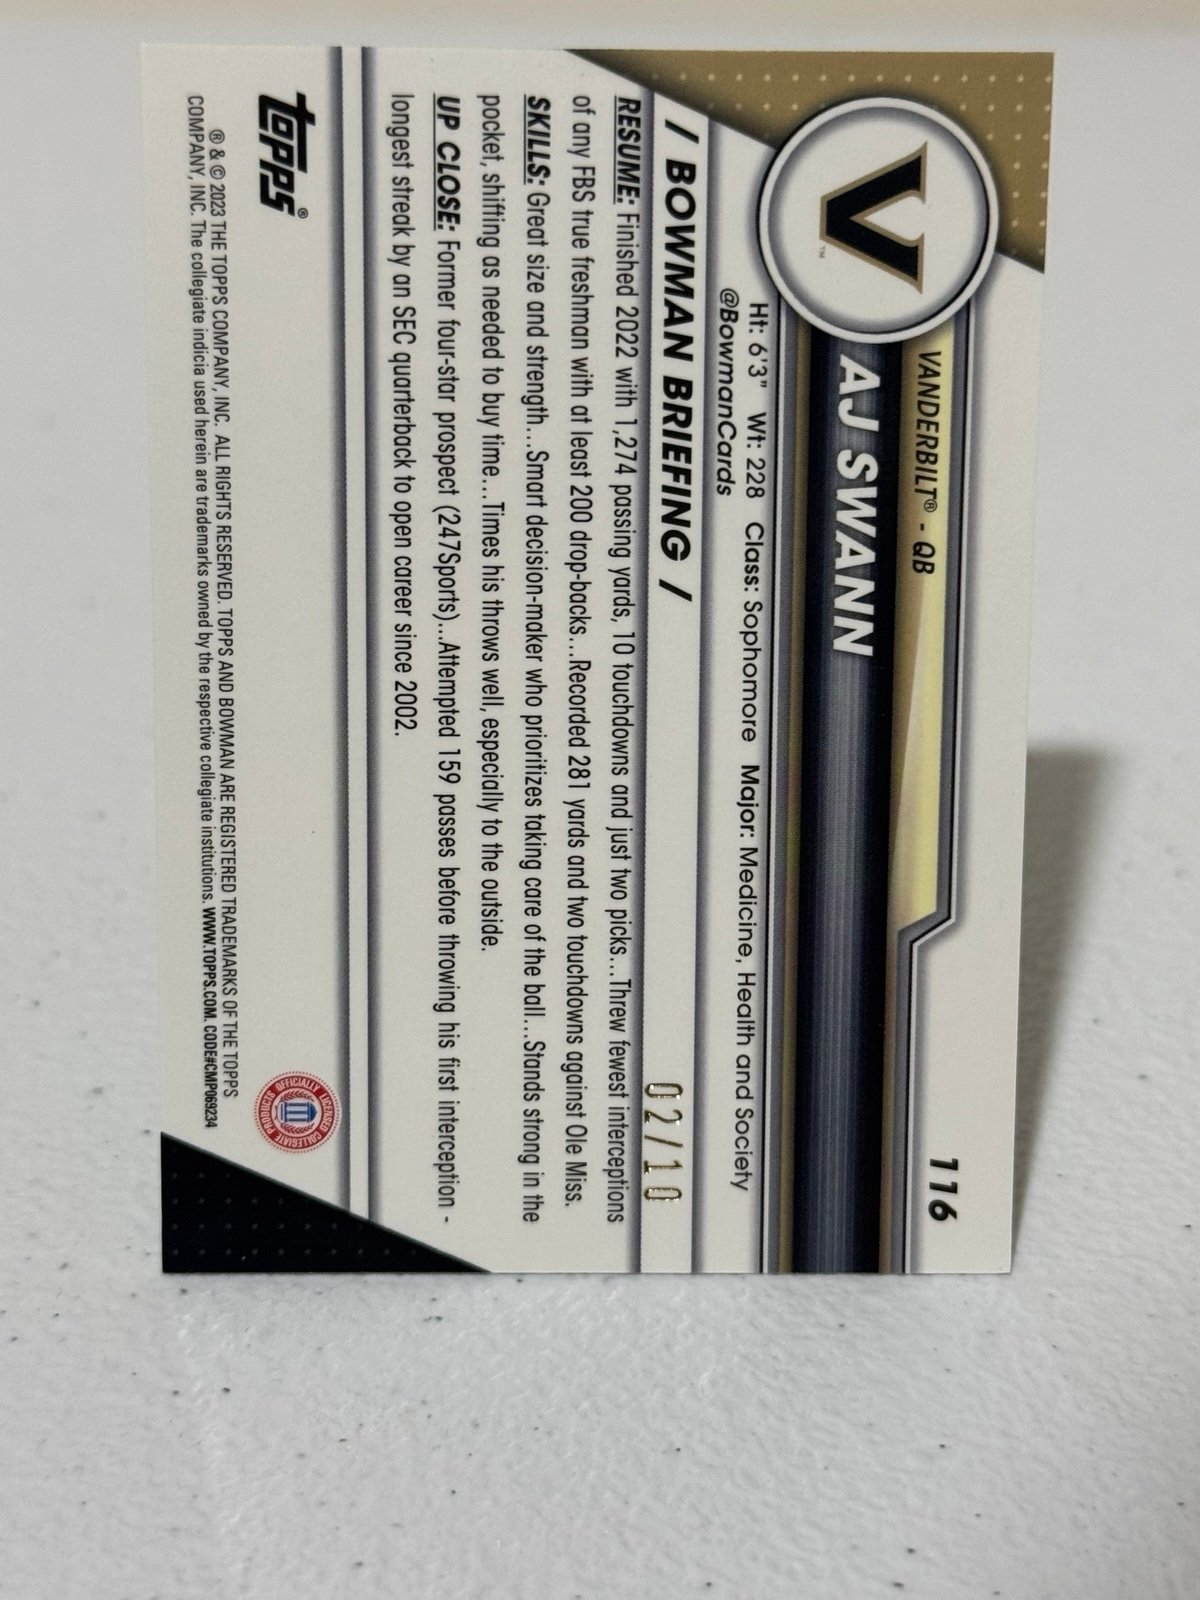 116
VANDERBILT® - QB
AJ SWANN
V
TM
Ht: 6'3" Wt: 228 Class: Sophomore Major: Medicine, Health and Society
@BowmanCards
/ BOWMAN BRIEFING /
02/10
RESUME: Finished 2022 with 1,274 passing yards, 10 touchdowns and just two picks...Threw fewest interceptions
of any FBS true freshman with at least 200 drop-backs...Recorded 281 yards and two touchdowns against Ole Miss.
SKILLS: Great size and strength...Smart decision-maker who prioritizes taking care of the ball...Stands strong in the
pocket, shifting as needed to buy time...Times his throws well, especially to the outside.
UP CLOSE: Former four-star prospect (247Sports)...Attempted 159 passes before throwing his first interception -
longest streak by an SEC quarterback to open career since 2002.
topps®
OFFICIALLY LICENSED COLLEGIATE PRODUCTS
® & © 2023 THE TOPPS COMPANY, INC. ALL RIGHTS RESERVED. TOPPS AND BOWMAN ARE REGISTERED TRADEMARKS OF THE TOPPS
COMPANY, INC. The collegiate indicia used herein are trademarks owned by the respective collegiate institutions. WWW.TOPPS.COM. CODE#CMP069234